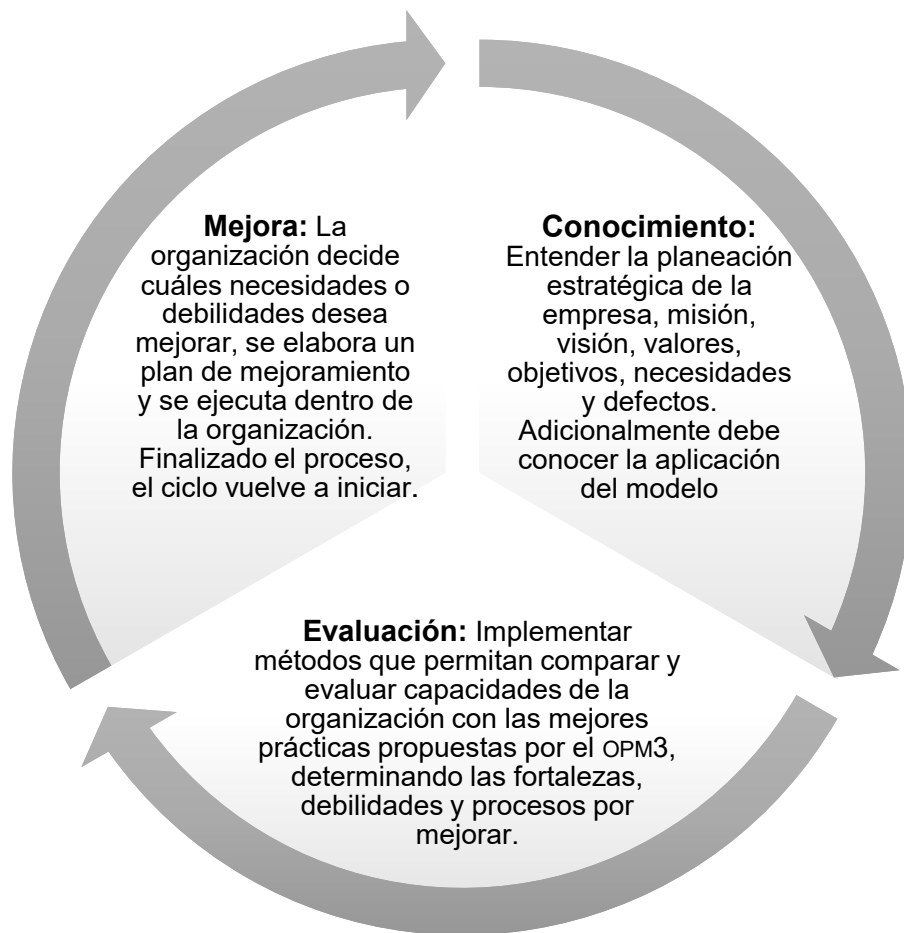 Mejora: La
organización decide
cuáles necesidades o
debilidades desea
mejorar, se elabora un
plan de mejoramiento
y se ejecuta dentro de
la organización.
Finalizado el proceso,
el ciclo vuelve a iniciar.
Conocimiento:
Entender la planeación
estratégica de la
empresa, misión,
visión, valores,
objetivos, necesidades
y defectos.
Adicionalmente debe
conocer la aplicación
del modelo
Evaluación: Implementar
métodos que permitan comparar y
evaluar capacidades de la
organización con las mejores
prácticas propuestas por el OPM3,
determinando las fortalezas,
debilidades y procesos por
mejorar.